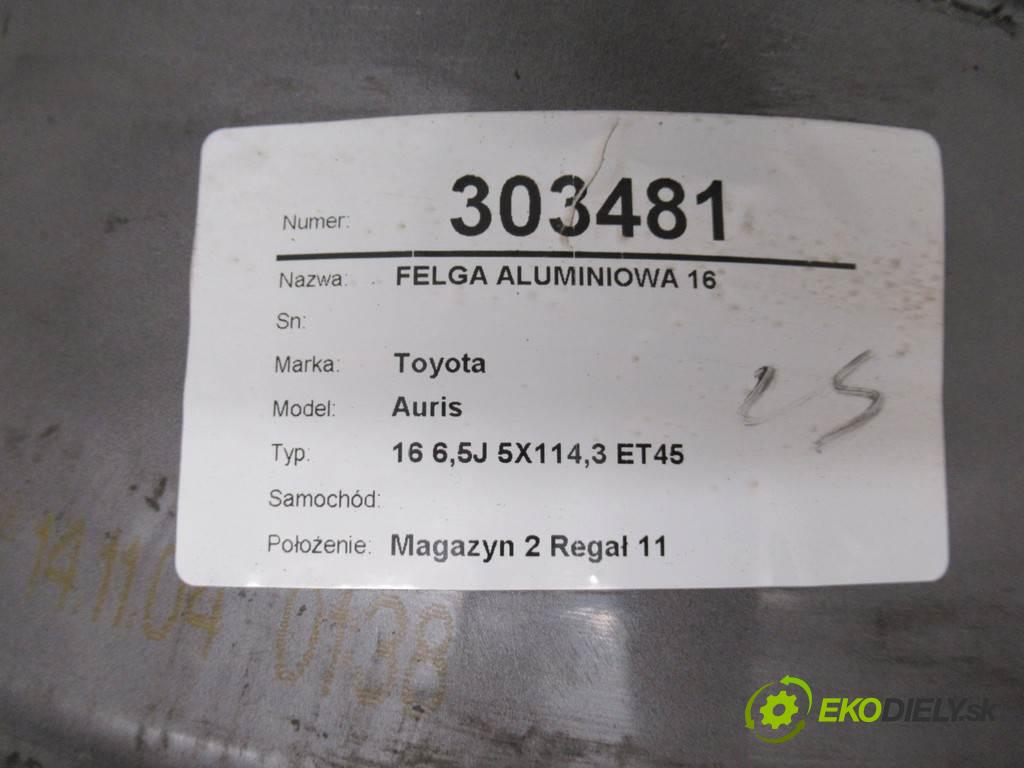 Numer: 303481
Nazwa: FELGA ALUMINIOWA 16
Sn:
Marka: Toyota
Model: Auris
Typ: 16 6,5J 5X114,3 ET45
Samochód:
Położenie: Magazyn 2 Regał 11
14.11.04 0138
EKODIELY.sk